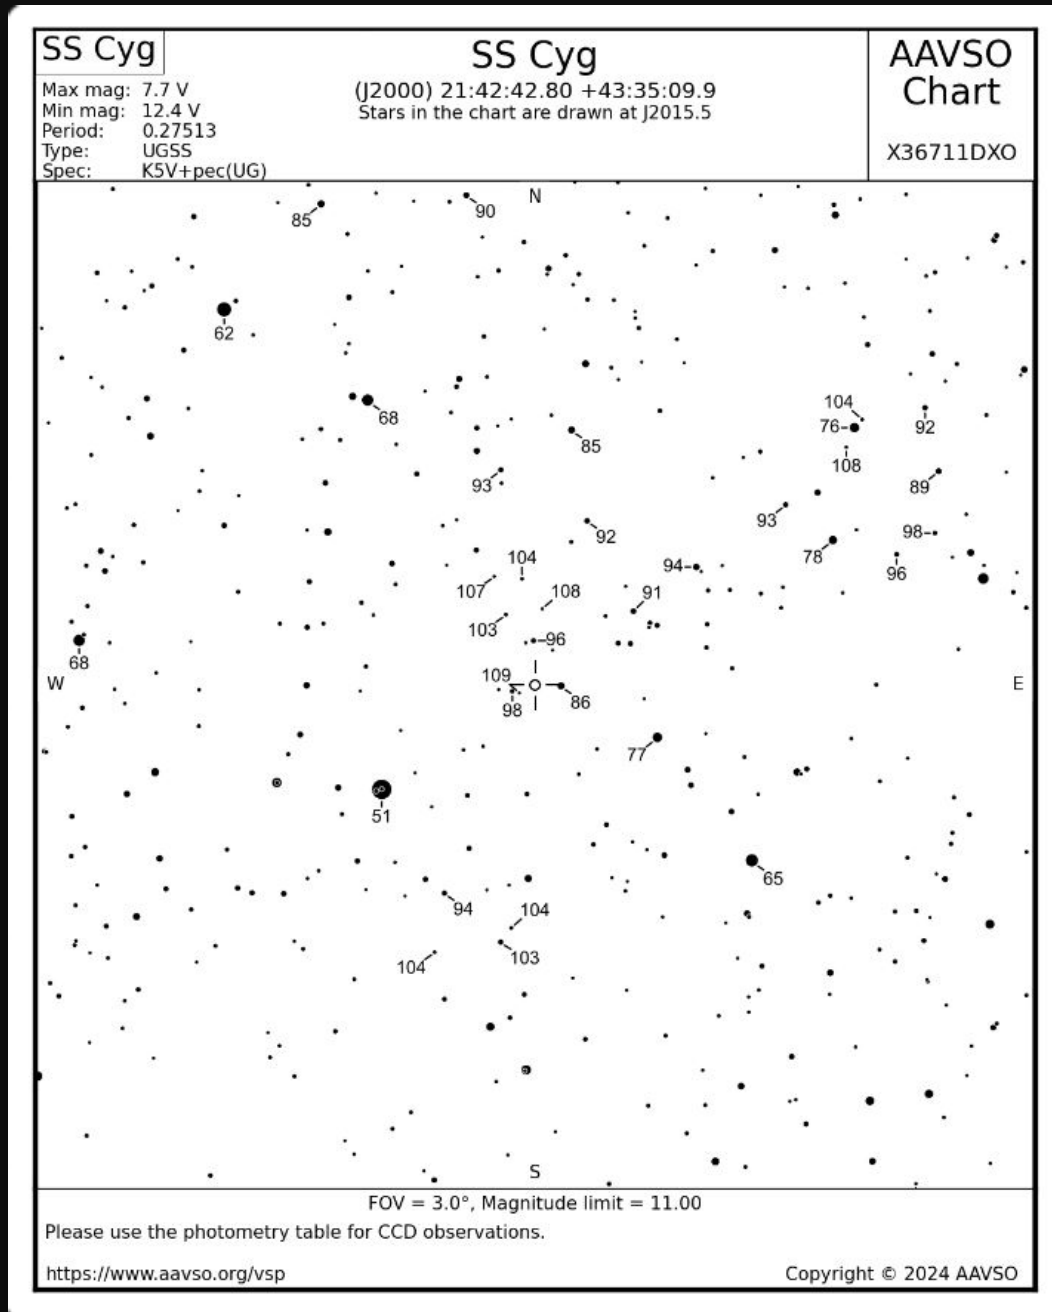 SS Cyg
Max mag: 7.7 V
Min mag: 12.4 V
Period: 0.27513
Type: UGSS
Spec: K5V+pec(UG)
SS Cyg
(J2000) 21:42:42.80 +43:35:09.9
Stars in the chart are drawn at J2015.5
AAVSO
Chart
X36711DXO
N
85
90
62
68
85
104
76
92
108
93
89
93
92
98
78
104
94
96
107
108
91
103
96
68
W
109
E
98
86
77
51
65
94
104
104
103
S
FOV = 3.0°, Magnitude limit = 11.00
Please use the photometry table for CCD observations.
https://www.aavso.org/vsp
Copyright © 2024 AAVSO